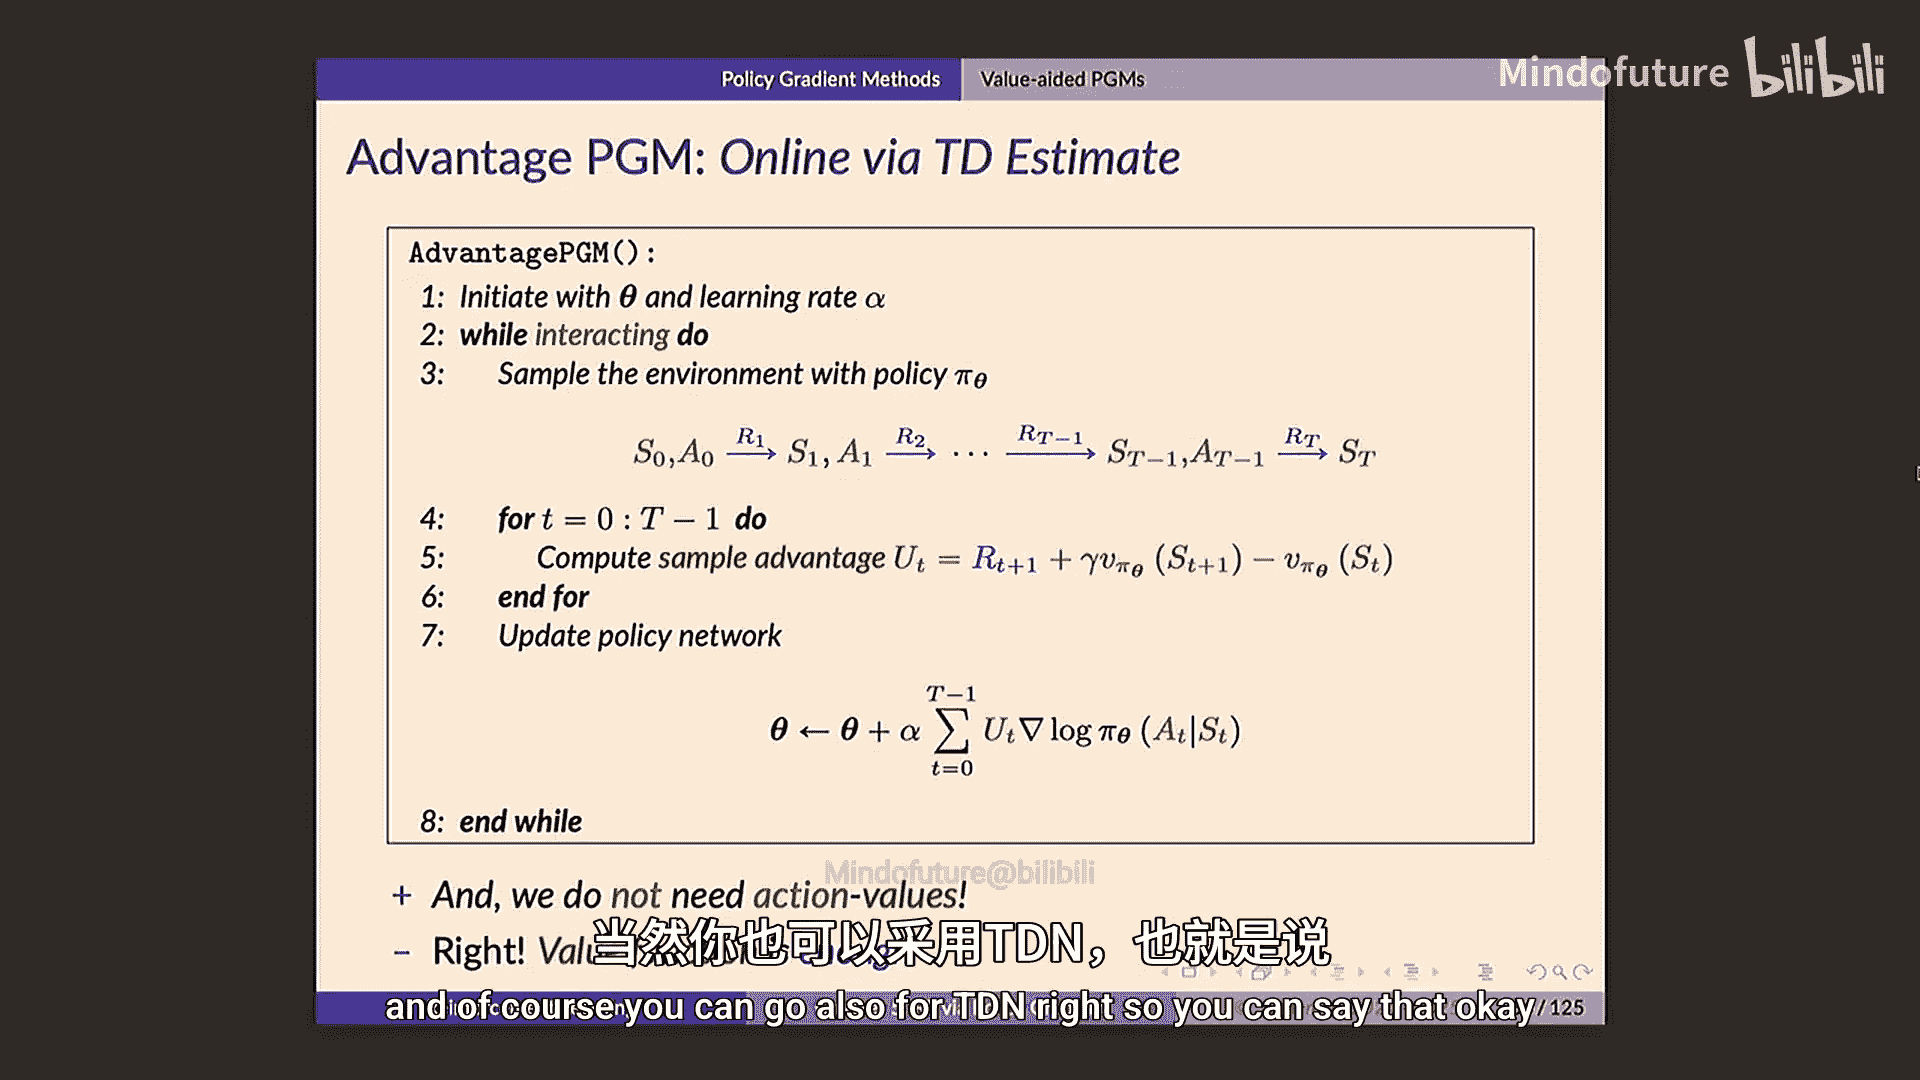 Policy Gradient Methods Value-aided PGMs
Mindofuture bilibili
Advantage PGM: Online via TD Estimate
AdvantagePGM():
1: Initiate with θ and learning rate α
2: while interacting do
3: Sample the environment with policy π_θ
S_0, A_0 —R_1→ S_1, A_1 —R_2→ ⋯ —R_{T−1}→ S_{T−1}, A_{T−1} —R_T→ S_T
4: for t = 0 : T − 1 do
5: Compute sample advantage U_t = R_{t+1} + γv_{π_θ} (S_{t+1}) − v_{π_θ} (S_t)
6: end for
7: Update policy network
θ ← θ + α ∑_{t=0}^{T−1} U_t ∇ log π_θ (A_t|S_t)
8: end while
Mindofuture@bilibili
+ And, we do not need action-values!
− Right!
当然你也可以采用TDN，也就是说
and of course you can go also for TDN right so you can say that okay
/125